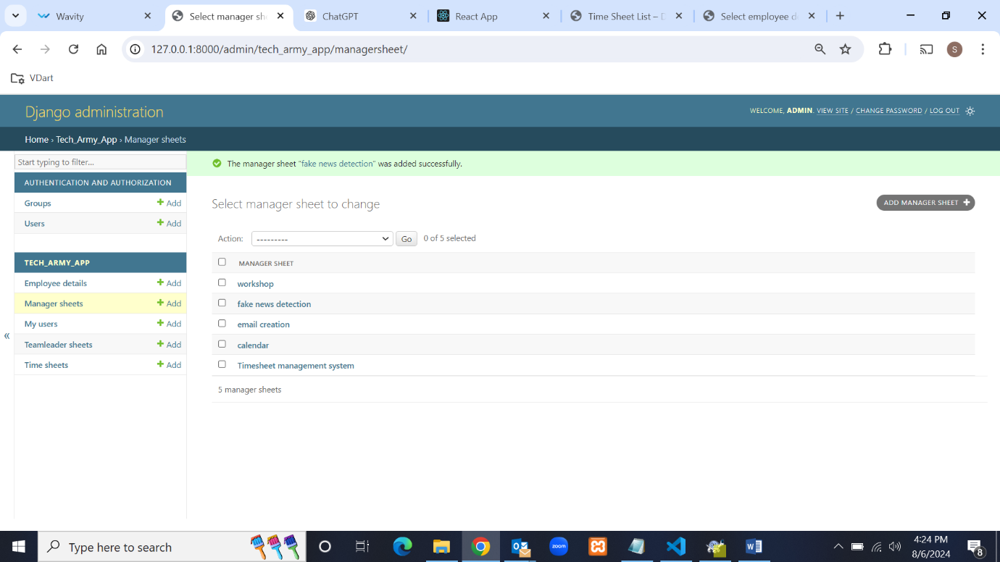 Wavity
Select manager sh
ChatGPT
React App
Time Sheet List – D
Select employee d
127.0.0.1:8000/admin/tech_army_app/managersheet/
S
VDart
Django administration
WELCOME, ADMIN. VIEW SITE / CHANGE PASSWORD / LOG OUT
Home › Tech_Army_App › Manager sheets
Start typing to filter...
AUTHENTICATION AND AUTHORIZATION
Groups + Add
Users + Add
TECH_ARMY_APP
Employee details + Add
Manager sheets + Add
My users + Add
Teamleader sheets + Add
Time sheets + Add
«
The manager sheet “fake news detection” was added successfully.
Select manager sheet to change
ADD MANAGER SHEET +
Action: --------- Go 0 of 5 selected
MANAGER SHEET
workshop
fake news detection
email creation
calendar
Timesheet management system
5 manager sheets
Type here to search
zoom
4:24 PM
8/6/2024
8